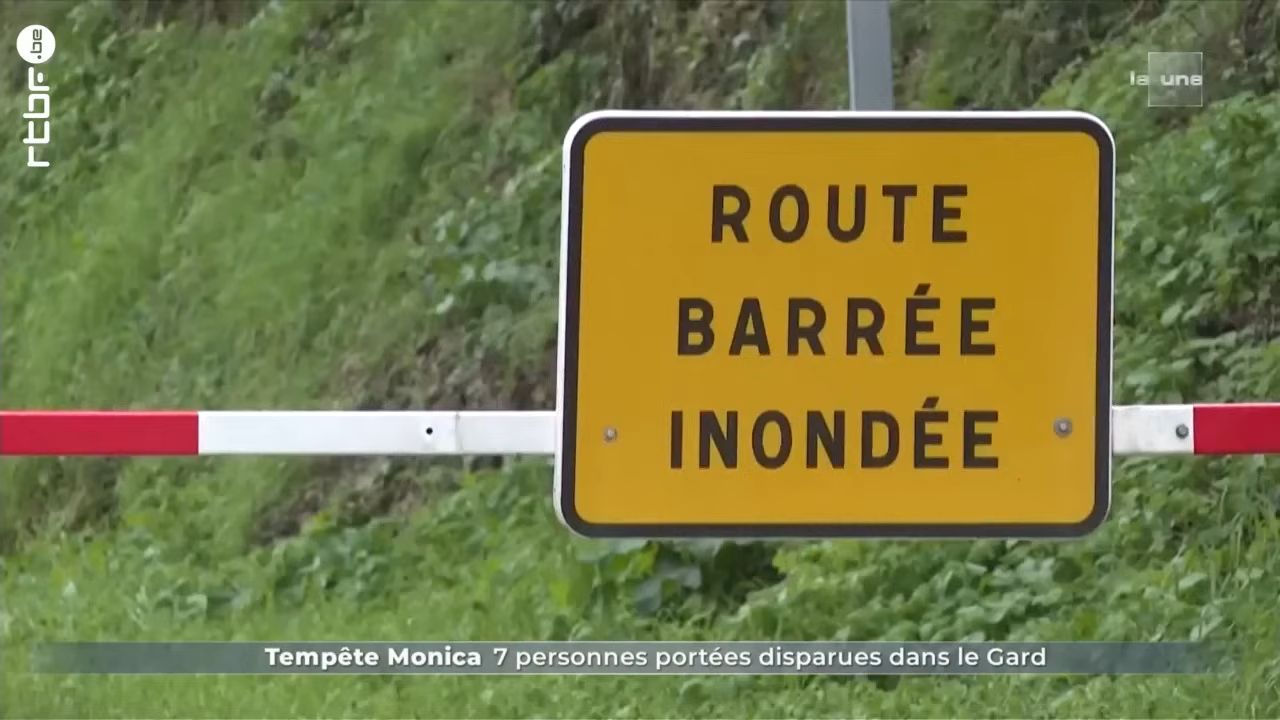 rtbf.be
la une
ROUTE
BARRÉE
INONDÉE
Tempête Monica 7 personnes portées disparues dans le Gard